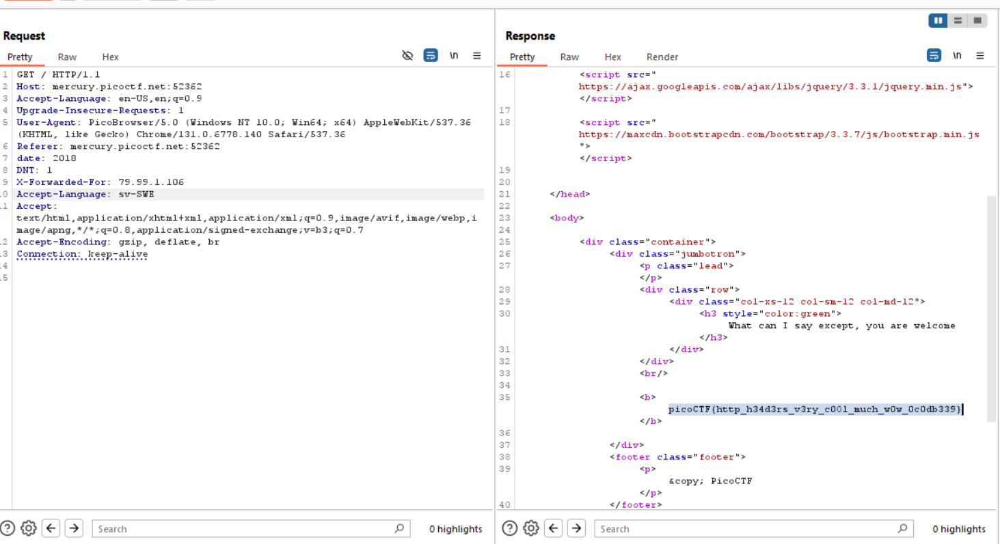 Request
Pretty Raw Hex \n
1 GET / HTTP/1.1
2 Host: mercury.picoctf.net:52362
3 Accept-Language: en-US,en;q=0.9
4 Upgrade-Insecure-Requests: 1
5 User-Agent: PicoBrowser/5.0 (Windows NT 10.0; Win64; x64) AppleWebKit/537.36
(KHTML, like Gecko) Chrome/131.0.6778.140 Safari/537.36
6 Referer: mercury.picoctf.net:52362
7 date: 2018
8 DNT: 1
9 X-Forwarded-For: 79.99.1.106
0 Accept-Language: sv-SWE
1 Accept:
text/html,application/xhtml+xml,application/xml;q=0.9,image/avif,image/webp,i
mage/apng,*/*;q=0.8,application/signed-exchange;v=b3;q=0.7
2 Accept-Encoding: gzip, deflate, br
3 Connection: keep-alive
4
5
Search 0 highlights
Response
Pretty Raw Hex Render \n
16 <script src="
https://ajax.googleapis.com/ajax/libs/jquery/3.3.1/jquery.min.js">
</script>
17
18 <script src="
https://maxcdn.bootstrapcdn.com/bootstrap/3.3.7/js/bootstrap.min.js
">
</script>
19
20
21 </head>
22
23 <body>
24
25 <div class="container">
26 <div class="jumbotron">
27 <p class="lead">
</p>
28 <div class="row">
29 <div class="col-xs-12 col-sm-12 col-md-12">
30 <h3 style="color:green">
What can I say except, you are welcome
</h3>
31 </div>
32 </div>
33 <br/>
34
35 <b>
picoCTF{http_h34d3rs_v3ry_c00l_much_w0w_0c0db339}
</b>
36
37 </div>
38 <footer class="footer">
39 <p>
&copy; PicoCTF
</p>
40 </footer>
Search 0 highlights